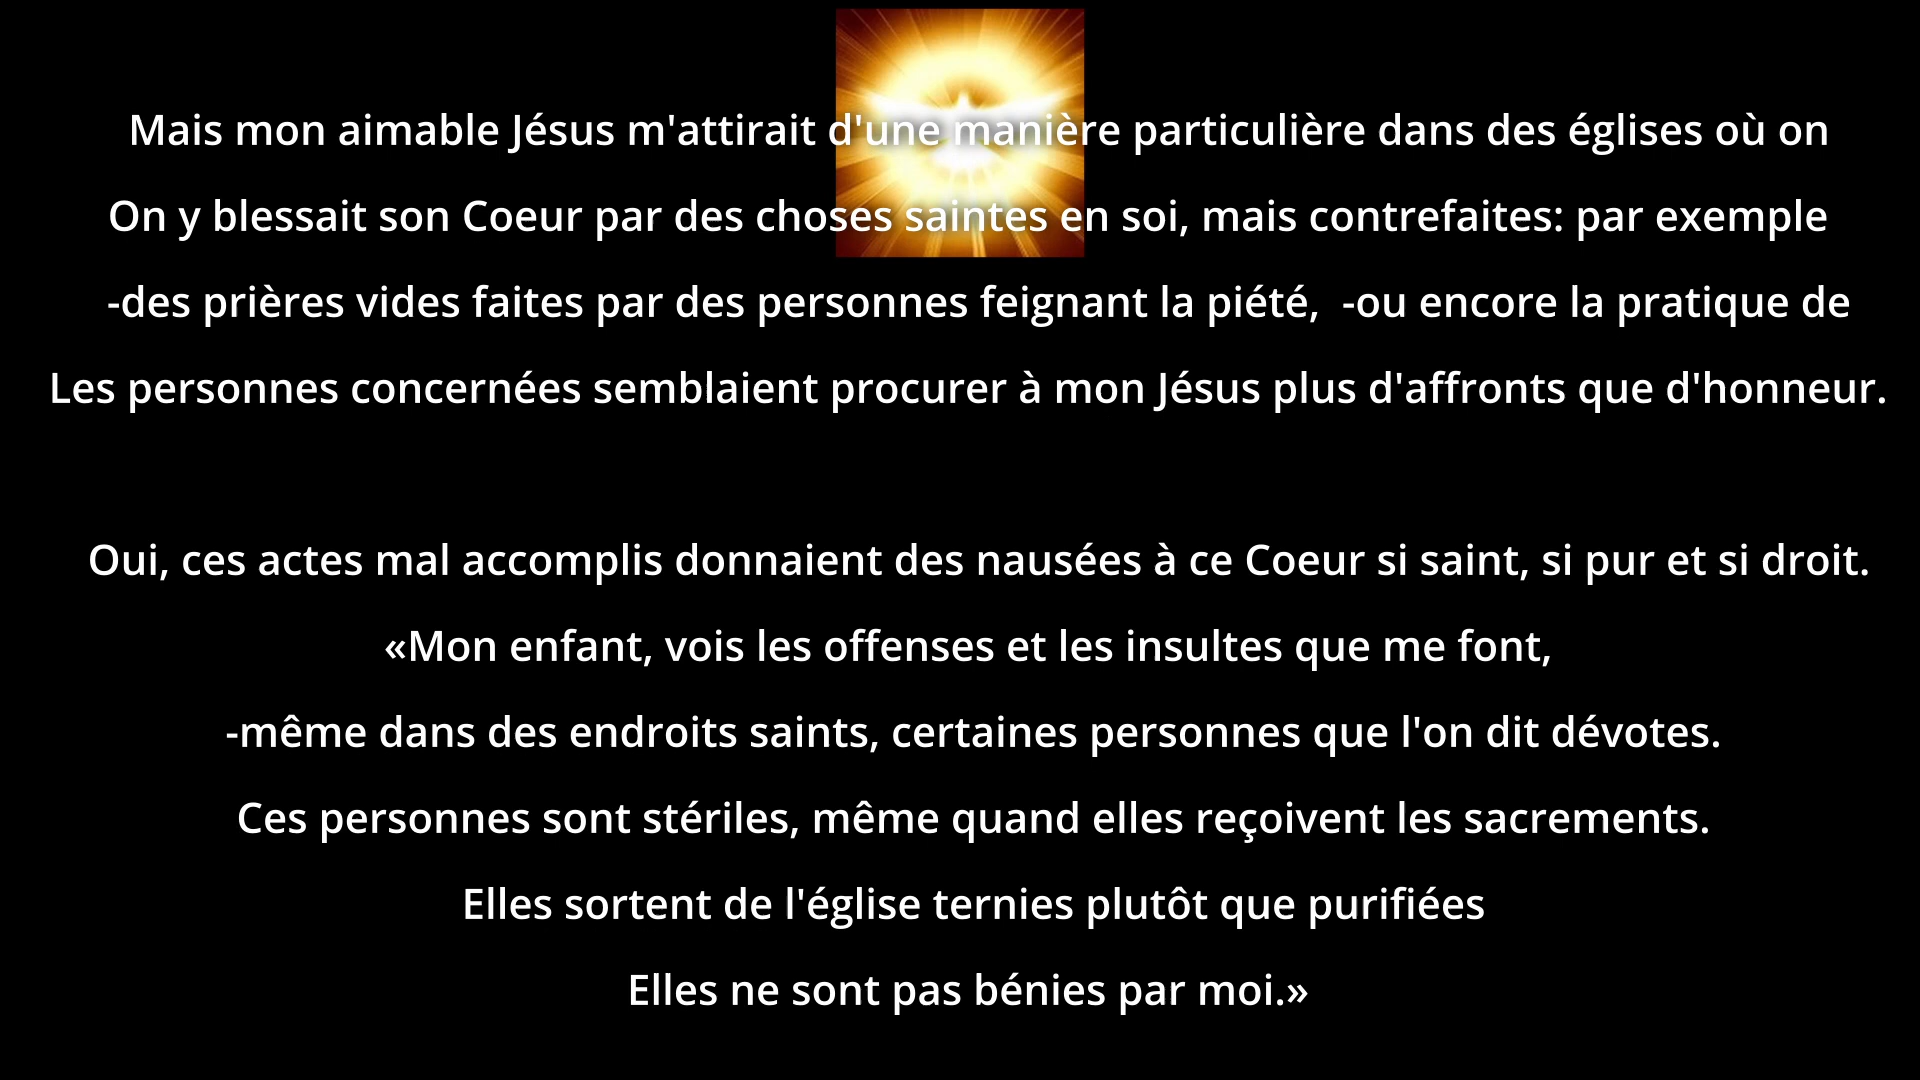 Mais mon aimable Jésus m'attirait d'une manière particulière dans des églises où on
On y blessait son Coeur par des choses saintes en soi, mais contrefaites: par exemple
-des prières vides faites par des personnes feignant la piété,  -ou encore la pratique de
Les personnes concernées semblaient procurer à mon Jésus plus d'affronts que d'honneur.
Oui, ces actes mal accomplis donnaient des nausées à ce Coeur si saint, si pur et si droit.
«Mon enfant, vois les offenses et les insultes que me font,
-même dans des endroits saints, certaines personnes que l'on dit dévotes.
Ces personnes sont stériles, même quand elles reçoivent les sacrements.
Elles sortent de l'église ternies plutôt que purifiées
Elles ne sont pas bénies par moi.»